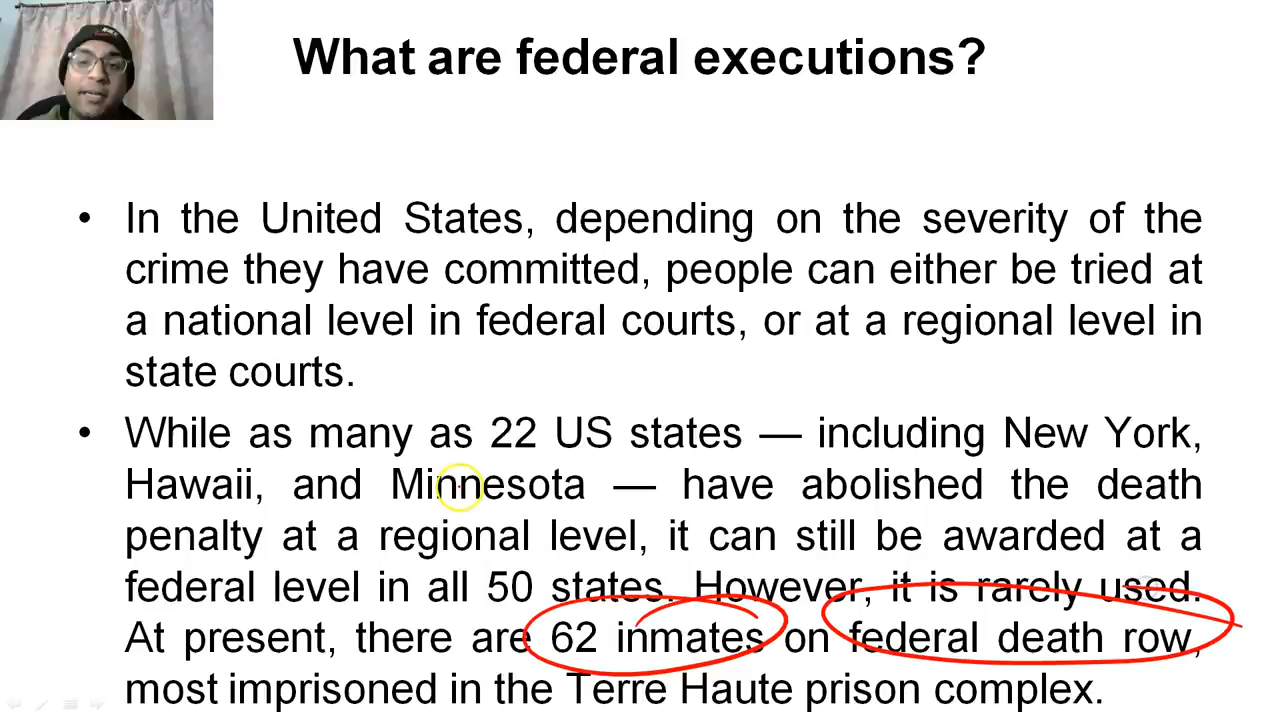 What are federal executions?
• In the United States, depending on the severity of the
crime they have committed, people can either be tried at
a national level in federal courts, or at a regional level in
state courts.
• While as many as 22 US states — including New York,
Hawaii, and Minnesota — have abolished the death
penalty at a regional level, it can still be awarded at a
federal level in all 50 states. However, it is rarely used.
At present, there are 62 inmates on federal death row,
most imprisoned in the Terre Haute prison complex.